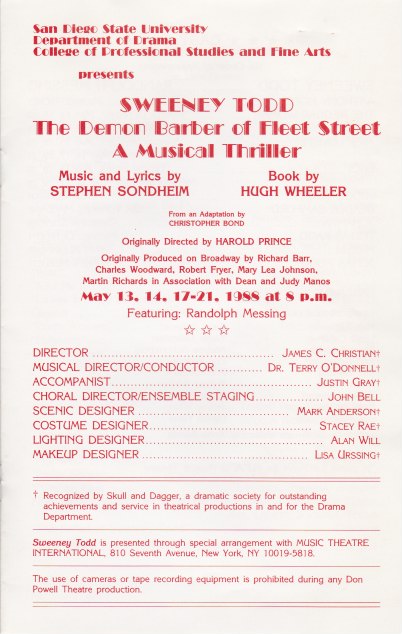 San Diego State University
Department of Drama
College of Professional Studies and Fine Arts
presents
SWEENEY TODD
The Demon Barber of Fleet Street
A Musical Thriller
Music and Lyrics by Book by
STEPHEN SONDHEIM HUGH WHEELER
From an Adaptation by
CHRISTOPHER BOND
Originally Directed by HAROLD PRINCE
Originally Produced on Broadway by Richard Barr,
Charles Woodward, Robert Fryer, Mary Lea Johnson,
Martin Richards in Association with Dean and Judy Manos
May 13, 14, 17-21, 1988 at 8 p.m.
Featuring: Randolph Messing
☆ ☆ ☆
DIRECTOR ........................................ JAMES C. CHRISTIAN†
MUSICAL DIRECTOR/CONDUCTOR ............ DR. TERRY O'DONNELL†
ACCOMPANIST ........................................ JUSTIN GRAY†
CHORAL DIRECTOR/ENSEMBLE STAGING ................ JOHN BELL
SCENIC DESIGNER ................................ MARK ANDERSON†
COSTUME DESIGNER ................................ STACEY RAE†
LIGHTING DESIGNER ................................ ALAN WILL
MAKEUP DESIGNER ................................ LISA URSSING†
† Recognized by Skull and Dagger, a dramatic society for outstanding
achievements and service in theatrical productions in and for the Drama
Department.
Sweeney Todd is presented through special arrangement with MUSIC THEATRE
INTERNATIONAL, 810 Seventh Avenue, New York, NY 10019-5818.
The use of cameras or tape recording equipment is prohibited during any Don
Powell Theatre production.